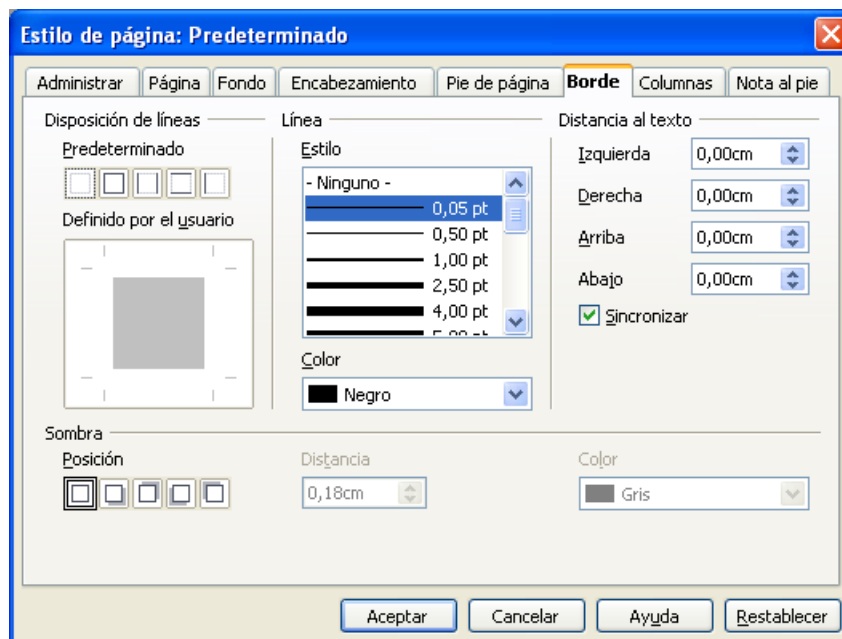 Estilo de página: Predeterminado
Administrar Página Fondo Encabezamiento Pie de página Borde Columnas Nota al pie
Disposición de líneas Línea Distancia al texto
Predeterminado Estilo Izquierda 0,00cm
- Ninguno -
0,05 pt Derecha 0,00cm
Definido por el usuario 0,50 pt Arriba 0,00cm
1,00 pt
2,50 pt Abajo 0,00cm
4,00 pt Sincronizar
Color
Negro
Sombra
Posición Distancia Color
0,18cm Gris
Aceptar Cancelar Ayuda Restablecer